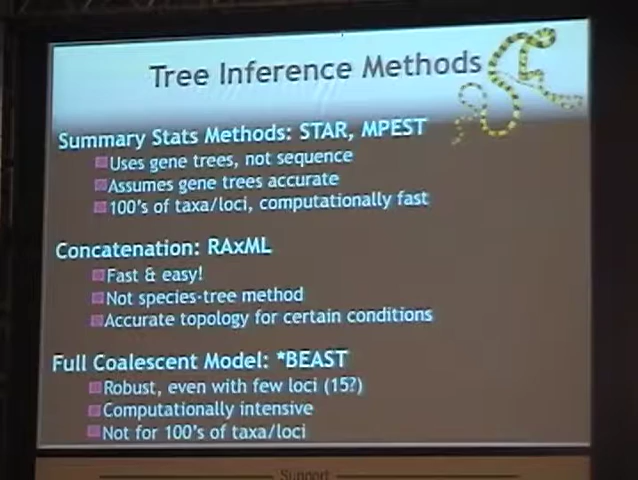 Tree Inference Methods
Summary Stats Methods: STAR, MPEST
Uses gene trees, not sequence
Assumes gene trees accurate
100's of taxa/loci, computationally fast
Concatenation: RAxML
Fast & easy!
Not species-tree method
Accurate topology for certain conditions
Full Coalescent Model: *BEAST
Robust, even with few loci (15?)
Computationally intensive
Not for 100's of taxa/loci
Support